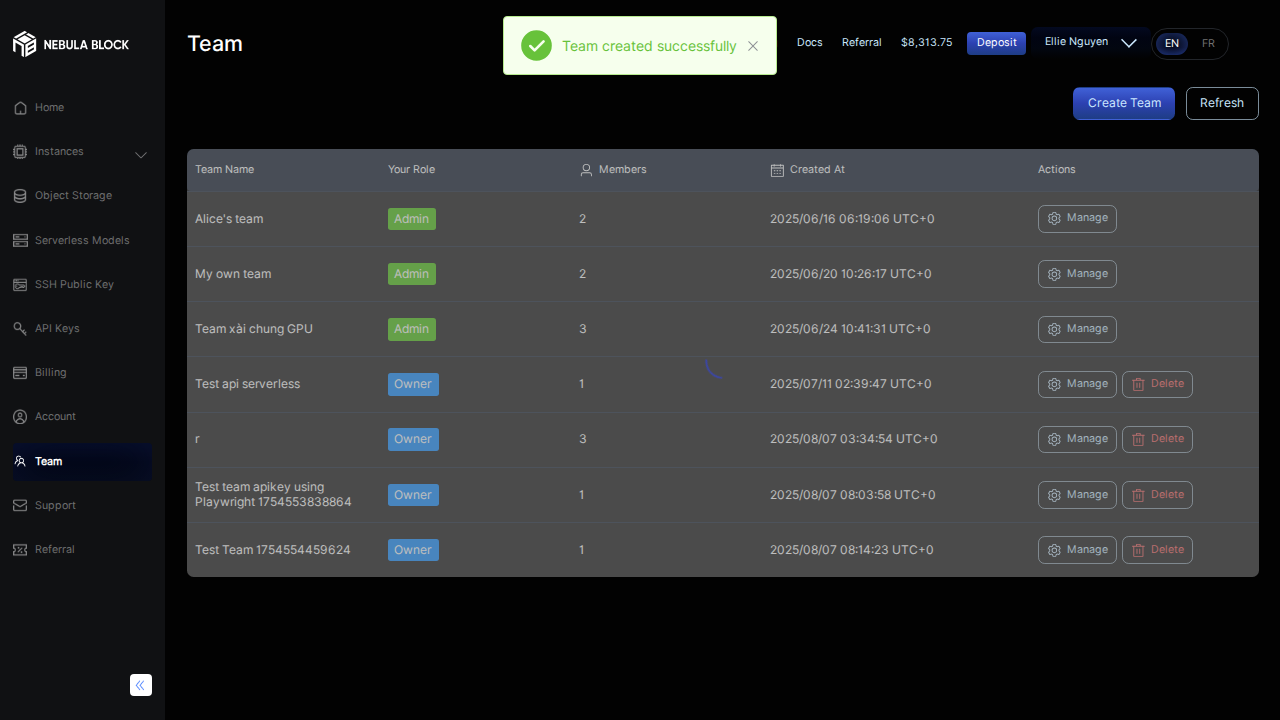 NEBULA BLOCK
Team
Team created successfully
Docs
Referral
$8,313.75
Deposit
Ellie Nguyen
EN
FR
Home
Instances
Object Storage
Serverless Models
SSH Public Key
API Keys
Billing
Account
Team
Support
Referral
Create Team
Refresh
Team Name Your Role Members Created At Actions
Alice's team Admin 2 2025/06/16 06:19:06 UTC+0 Manage
My own team Admin 2 2025/06/20 10:26:17 UTC+0 Manage
Team xài chung GPU Admin 3 2025/06/24 10:41:31 UTC+0 Manage
Test api serverless Owner 1 2025/07/11 02:39:47 UTC+0 Manage Delete
r Owner 3 2025/08/07 03:34:54 UTC+0 Manage Delete
Test team apikey using
Playwright 1754553838864 Owner 1 2025/08/07 08:03:58 UTC+0 Manage Delete
Test Team 1754554459624 Owner 1 2025/08/07 08:14:23 UTC+0 Manage Delete